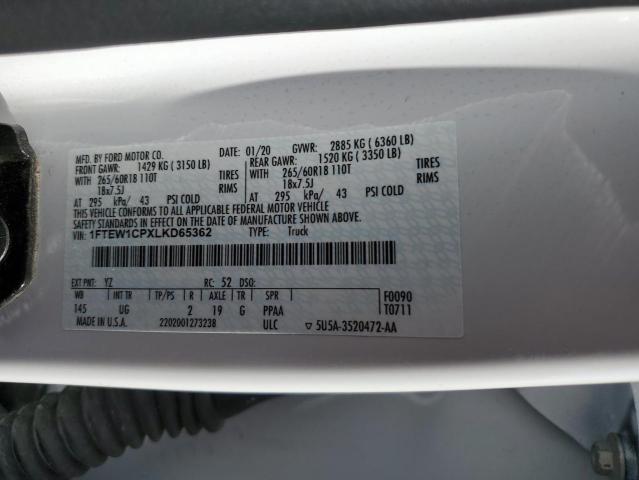 MFD. BY FORD MOTOR CO.
DATE: 01/20 GVWR: 2885 KG ( 6360 LB)
FRONT GAWR: 1429 KG ( 3150 LB) REAR GAWR: 1520 KG ( 3350 LB)
WITH 265/60R18 110T TIRES WITH 265/60R18 110T TIRES
18x7.5J RIMS 18x7.5J RIMS
AT 295 kPa/ 43 PSI COLD AT 295 kPa/ 43 PSI COLD
THIS VEHICLE CONFORMS TO ALL APPLICABLE FEDERAL MOTOR VEHICLE
SAFETY STANDARDS IN EFFECT ON THE DATE OF MANUFACTURE SHOWN ABOVE.
VIN: 1FTEW1CPXLKD65362 TYPE: Truck
EXT PNT: YZ RC: 52 DSO: F0090
WB INT TR TP/PS R AXLE TR SPR T0711
145 UG 2 19 G PPAA
MADE IN U.S.A. 2202001273238 ULC ▽ 5U5A-3520472-AA